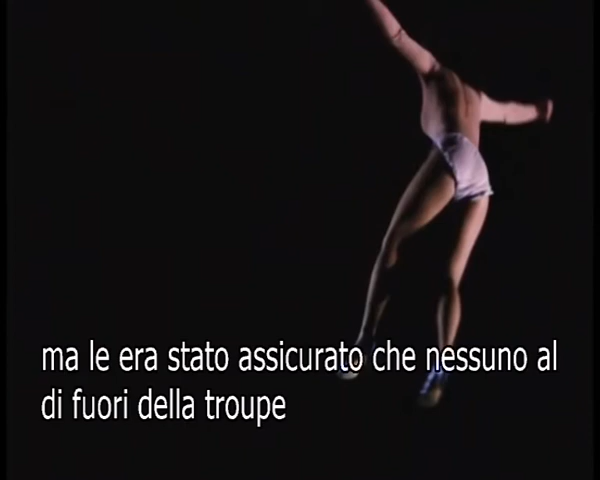 ma le era stato assicurato che nessuno al
di fuori della troupe